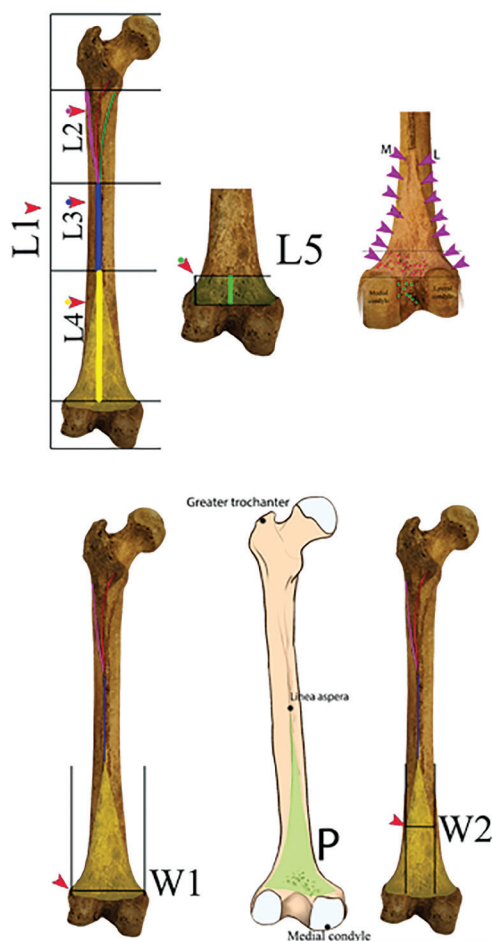 L1
L2
L3
L4
L5
M
L
Medial
condyle
Lateral
condyle
Greater trochanter
Linea aspera
P
Medial condyle
W1
W2